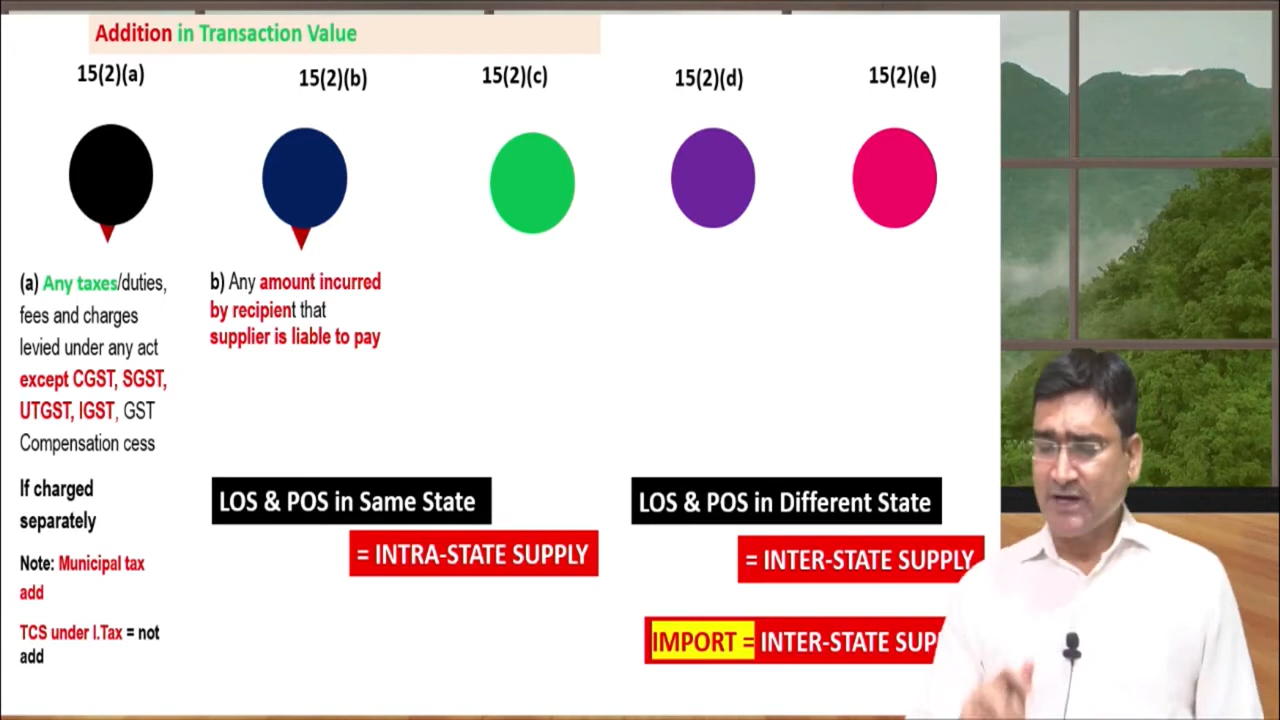 Addition in Transaction Value
15(2)(a)
15(2)(b)
15(2)(c)
15(2)(d)
15(2)(e)
(a) Any taxes/duties,
fees and charges
levied under any act
except CGST, SGST,
UTGST, IGST, GST
Compensation cess
If charged
separately
Note: Municipal tax
add
TCS under I.Tax = not
add
b) Any amount incurred
by recipient that
supplier is liable to pay
LOS & POS in Same State
= INTRA-STATE SUPPLY
LOS & POS in Different State
= INTER-STATE SUPPLY
IMPORT = INTER-STATE SUP